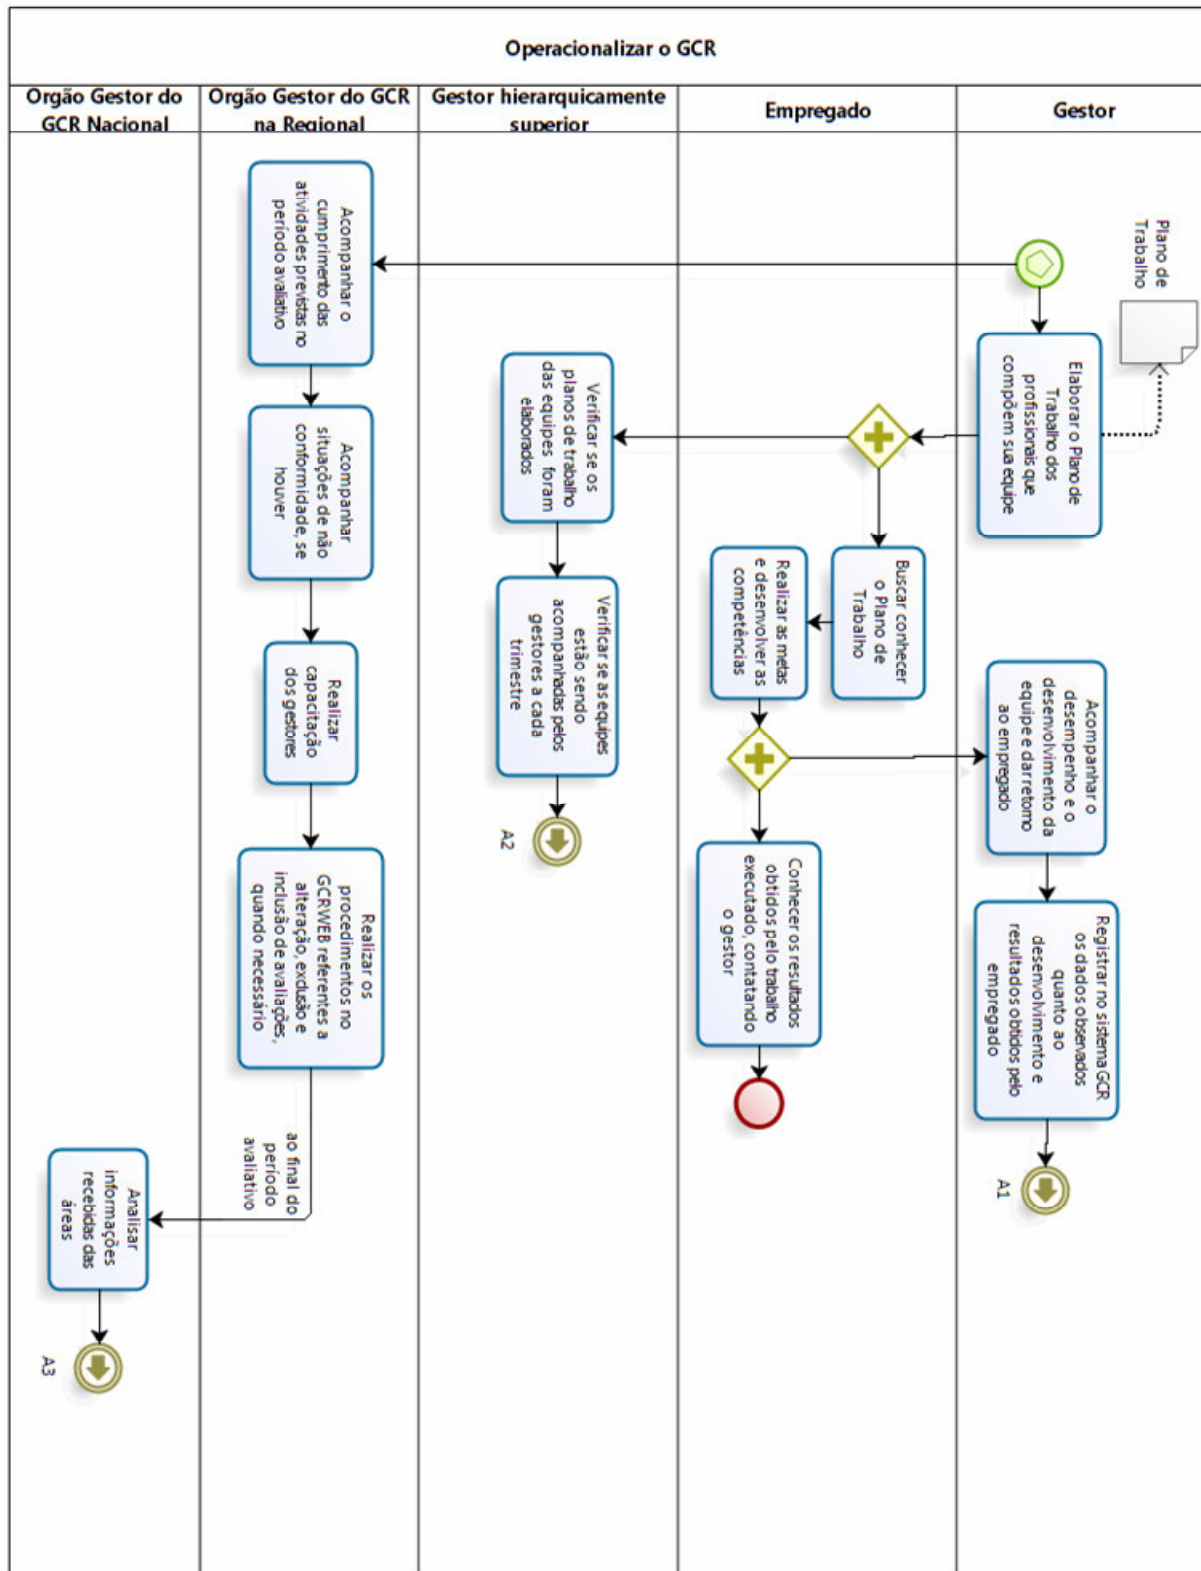 Operacionalizar o GCR
Orgão Gestor do
GCR Nacional
Orgão Gestor do GCR
na Regional
Gestor hierarquicamente
superior
Empregado
Gestor
Plano de
Trabalho
Elaborar o Plano de
Trabalho dos
profissionais que
compõem sua equipe
Acompanhar o
desempenho e o
desenvolvimento da
equipe e dar retorno
ao empregado
Registrar no sistema GCR
os dados observados
quanto ao
desenvolvimento e
resultados obtidos pelo
empregado
A1
Buscar conhecer
o Plano de
Trabalho
Realizar as metas
e desenvolver as
competências
Conhecer os resultados
obtidos pelo trabalho
executado, contatando
o gestor
Verificar se os
planos de trabalho
das equipes foram
elaborados
Verificar se as equipes
estão sendo
acompanhadas pelos
gestores a cada
trimestre
A2
Acompanhar o
cumprimento das
atividades previstas no
período avaliativo
Acompanhar
situações de não
conformidade, se
houver
Realizar
capacitação
dos gestores
Realizar os
procedimentos no
GCRWEB referentes a
alteração, exclusão e
inclusão de avaliações,
quando necessário
ao final do
período
avaliativo
Analisar
informações
recebidas das
áreas
A3